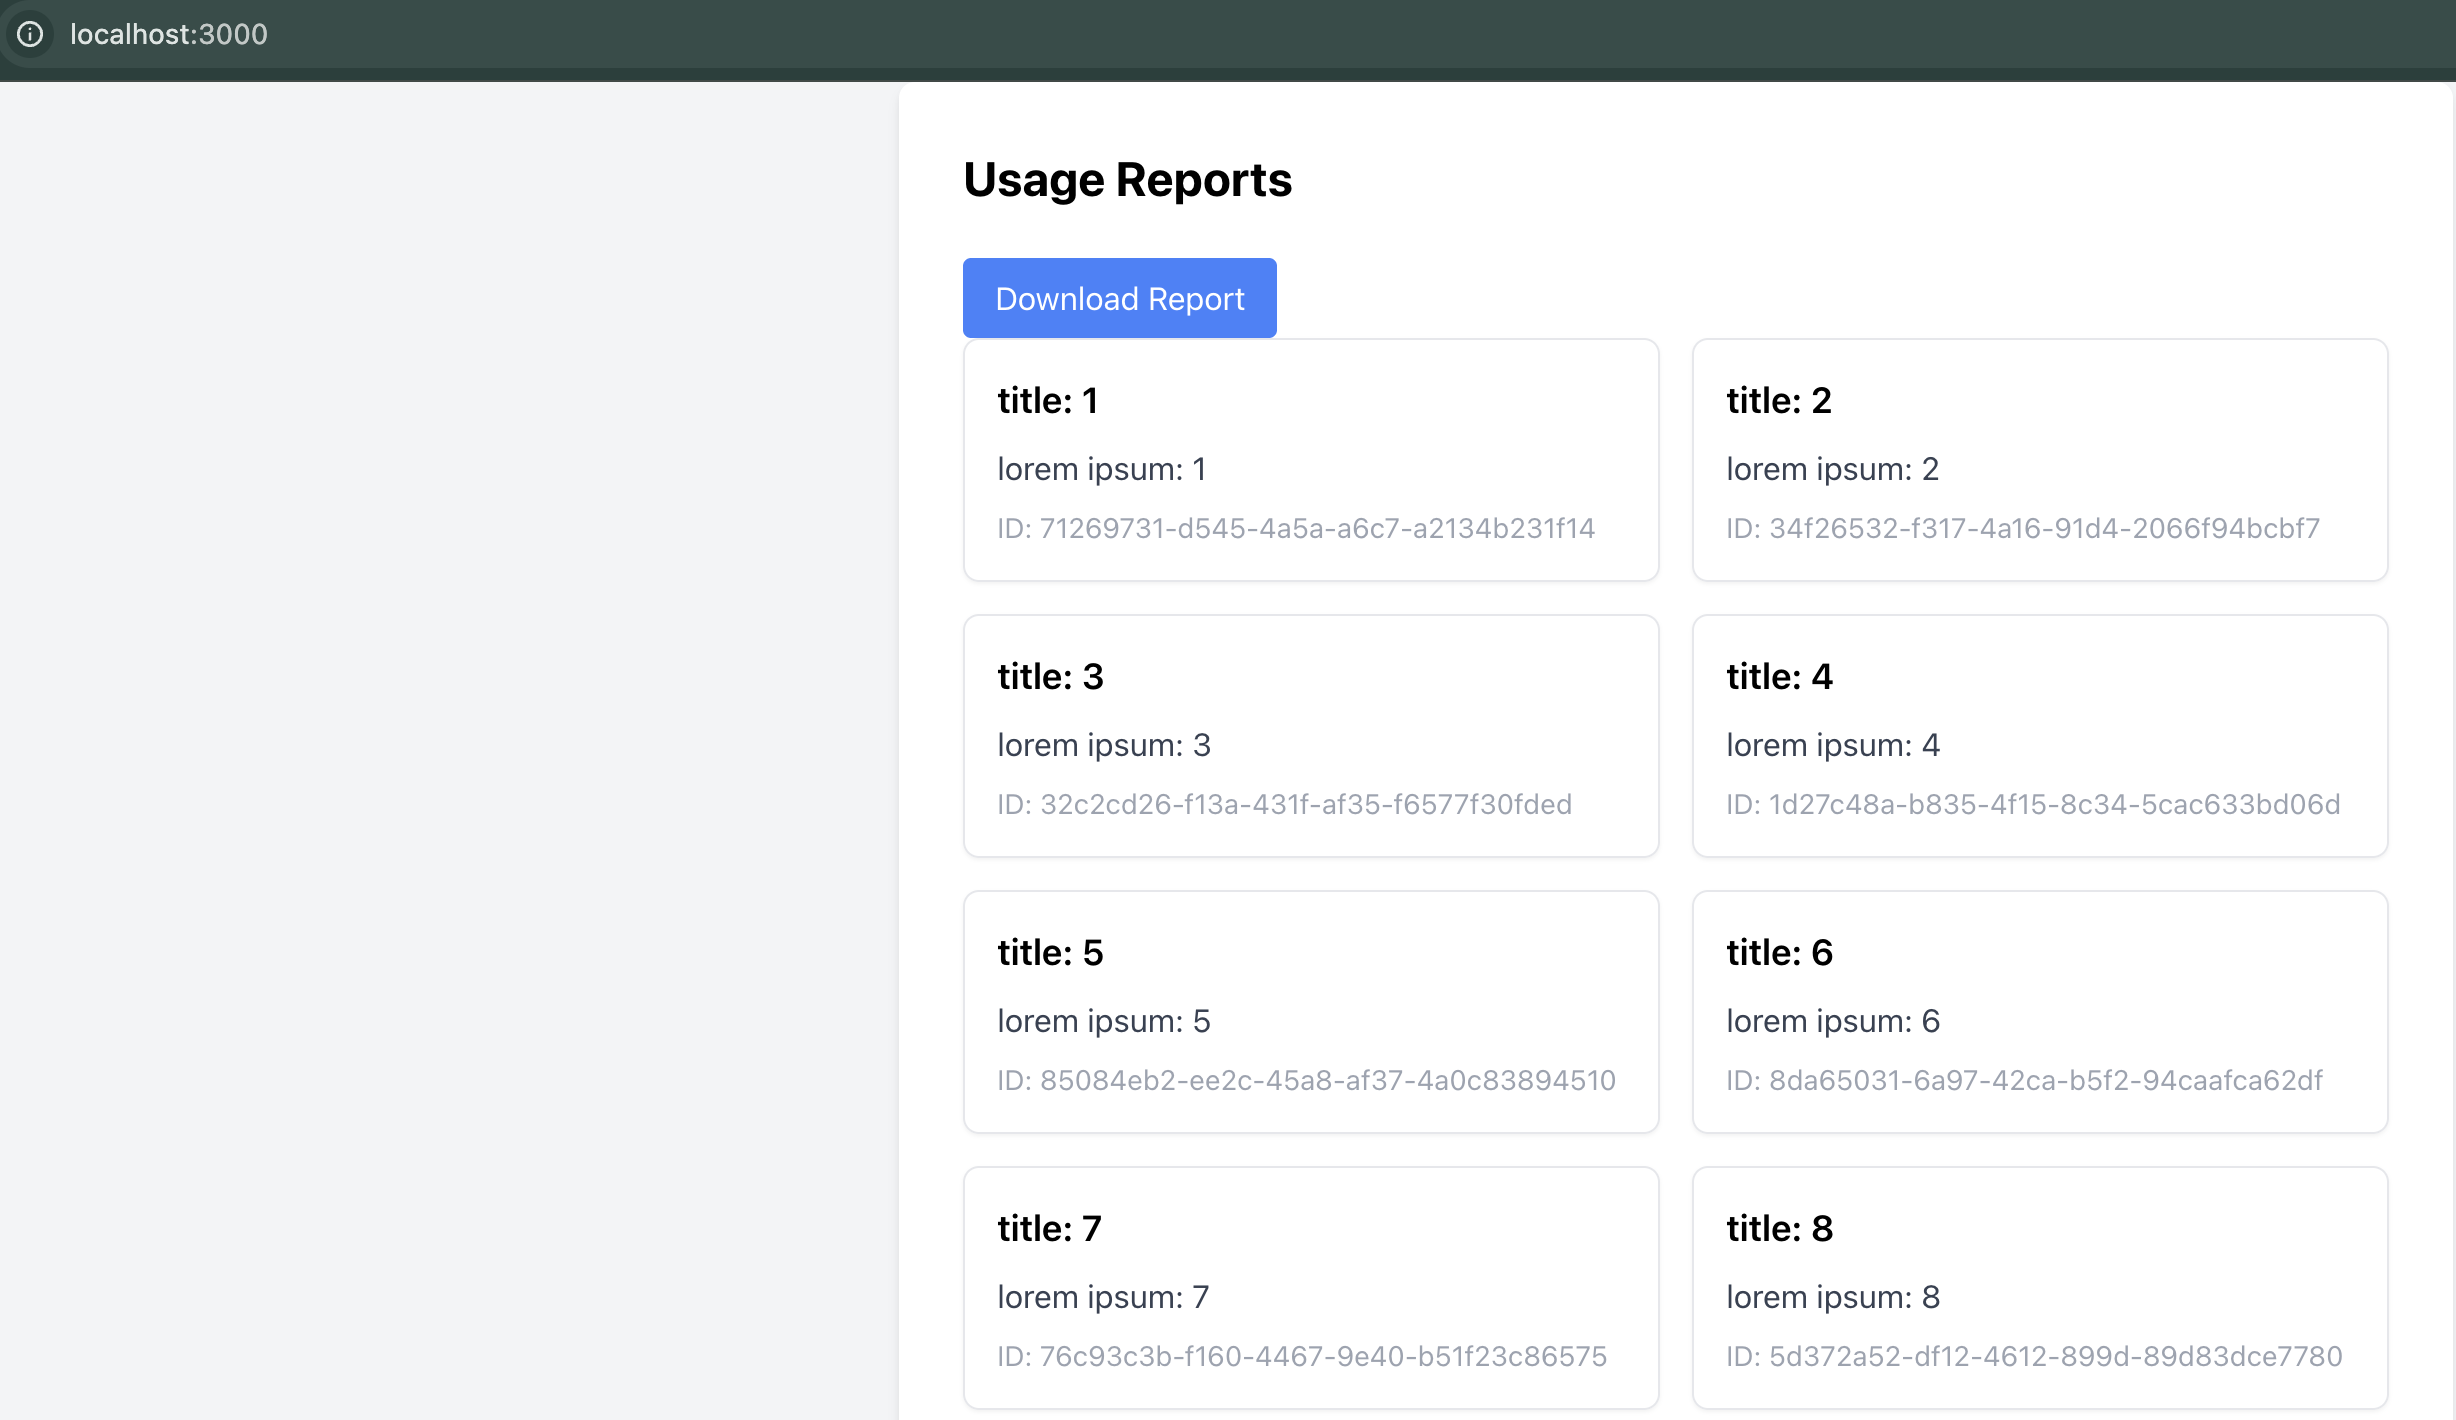 localhost:3000
Usage Reports
Download Report
title: 1
lorem ipsum: 1
ID: 71269731-d545-4a5a-a6c7-a2134b231f14
title: 2
lorem ipsum: 2
ID: 34f26532-f317-4a16-91d4-2066f94bcbf7
title: 3
lorem ipsum: 3
ID: 32c2cd26-f13a-431f-af35-f6577f30fded
title: 4
lorem ipsum: 4
ID: 1d27c48a-b835-4f15-8c34-5cac633bd06d
title: 5
lorem ipsum: 5
ID: 85084eb2-ee2c-45a8-af37-4a0c83894510
title: 6
lorem ipsum: 6
ID: 8da65031-6a97-42ca-b5f2-94caafca62df
title: 7
lorem ipsum: 7
ID: 76c93c3b-f160-4467-9e40-b51f23c86575
title: 8
lorem ipsum: 8
ID: 5d372a52-df12-4612-899d-89d83dce7780